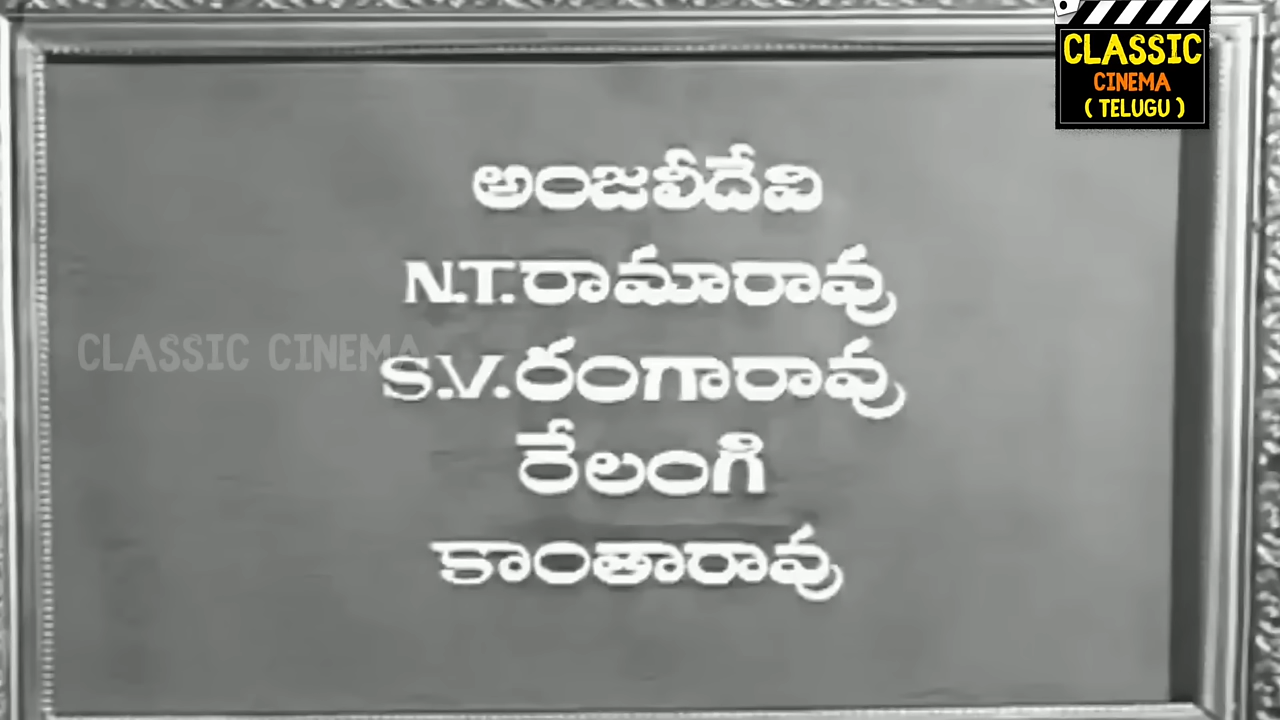 CLASSIC
CINEMA
( TELUGU )
అంజలీదేవి
N.T.రామారావు
S.V.రంగారావు
రేలంగి
కాంతారావు
CLASSIC CINEMA